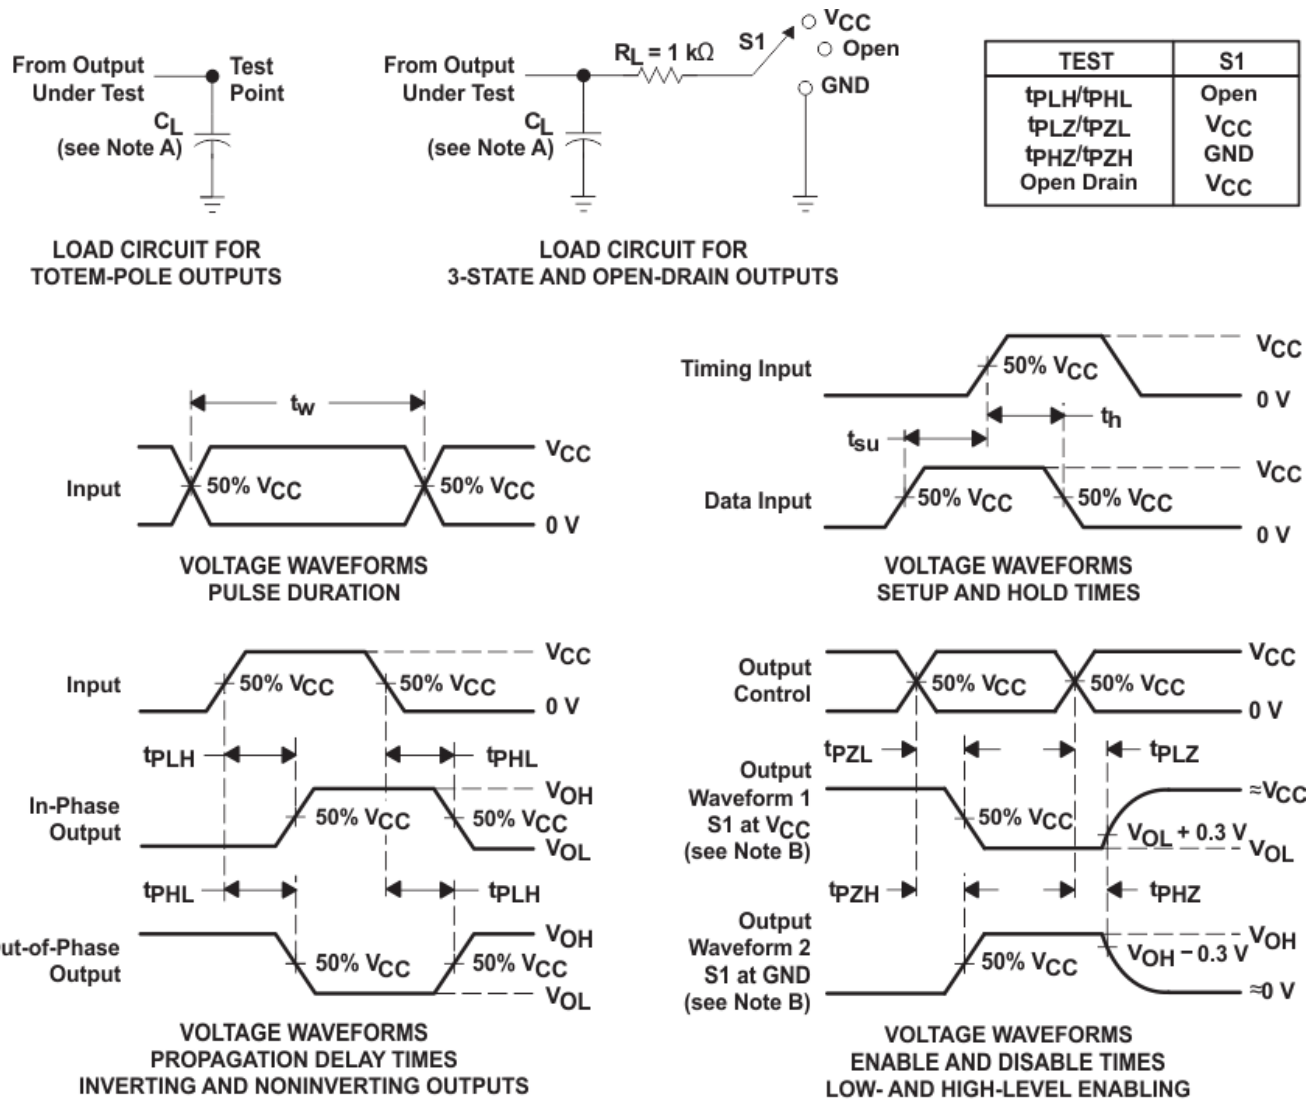 From Output
Under Test
Test
Point
CL
(see Note A)
LOAD CIRCUIT FOR
TOTEM-POLE OUTPUTS
From Output
Under Test
RL = 1 kΩ
S1
VCC
Open
GND
CL
(see Note A)
LOAD CIRCUIT FOR
3-STATE AND OPEN-DRAIN OUTPUTS
TEST S1
tPLH/tPHL Open
tPLZ/tPZL VCC
tPHZ/tPZH GND
Open Drain VCC
tw
Input
50% VCC
50% VCC
VCC
0 V
VOLTAGE WAVEFORMS
PULSE DURATION
Timing Input
50% VCC
VCC
0 V
th
tsu
Data Input
50% VCC
50% VCC
VCC
0 V
VOLTAGE WAVEFORMS
SETUP AND HOLD TIMES
Input
50% VCC
50% VCC
VCC
0 V
tPLH
tPHL
In-Phase
Output
50% VCC
50% VCC
VOH
VOL
tPHL
tPLH
ut-of-Phase
Output
50% VCC
50% VCC
VOH
VOL
VOLTAGE WAVEFORMS
PROPAGATION DELAY TIMES
INVERTING AND NONINVERTING OUTPUTS
Output
Control
50% VCC
50% VCC
VCC
0 V
tPZL
tPLZ
Output
Waveform 1
S1 at VCC
(see Note B)
50% VCC
VOL + 0.3 V
≈VCC
VOL
tPZH
tPHZ
Output
Waveform 2
S1 at GND
(see Note B)
50% VCC
VOH − 0.3 V
VOH
≈0 V
VOLTAGE WAVEFORMS
ENABLE AND DISABLE TIMES
LOW- AND HIGH-LEVEL ENABLING